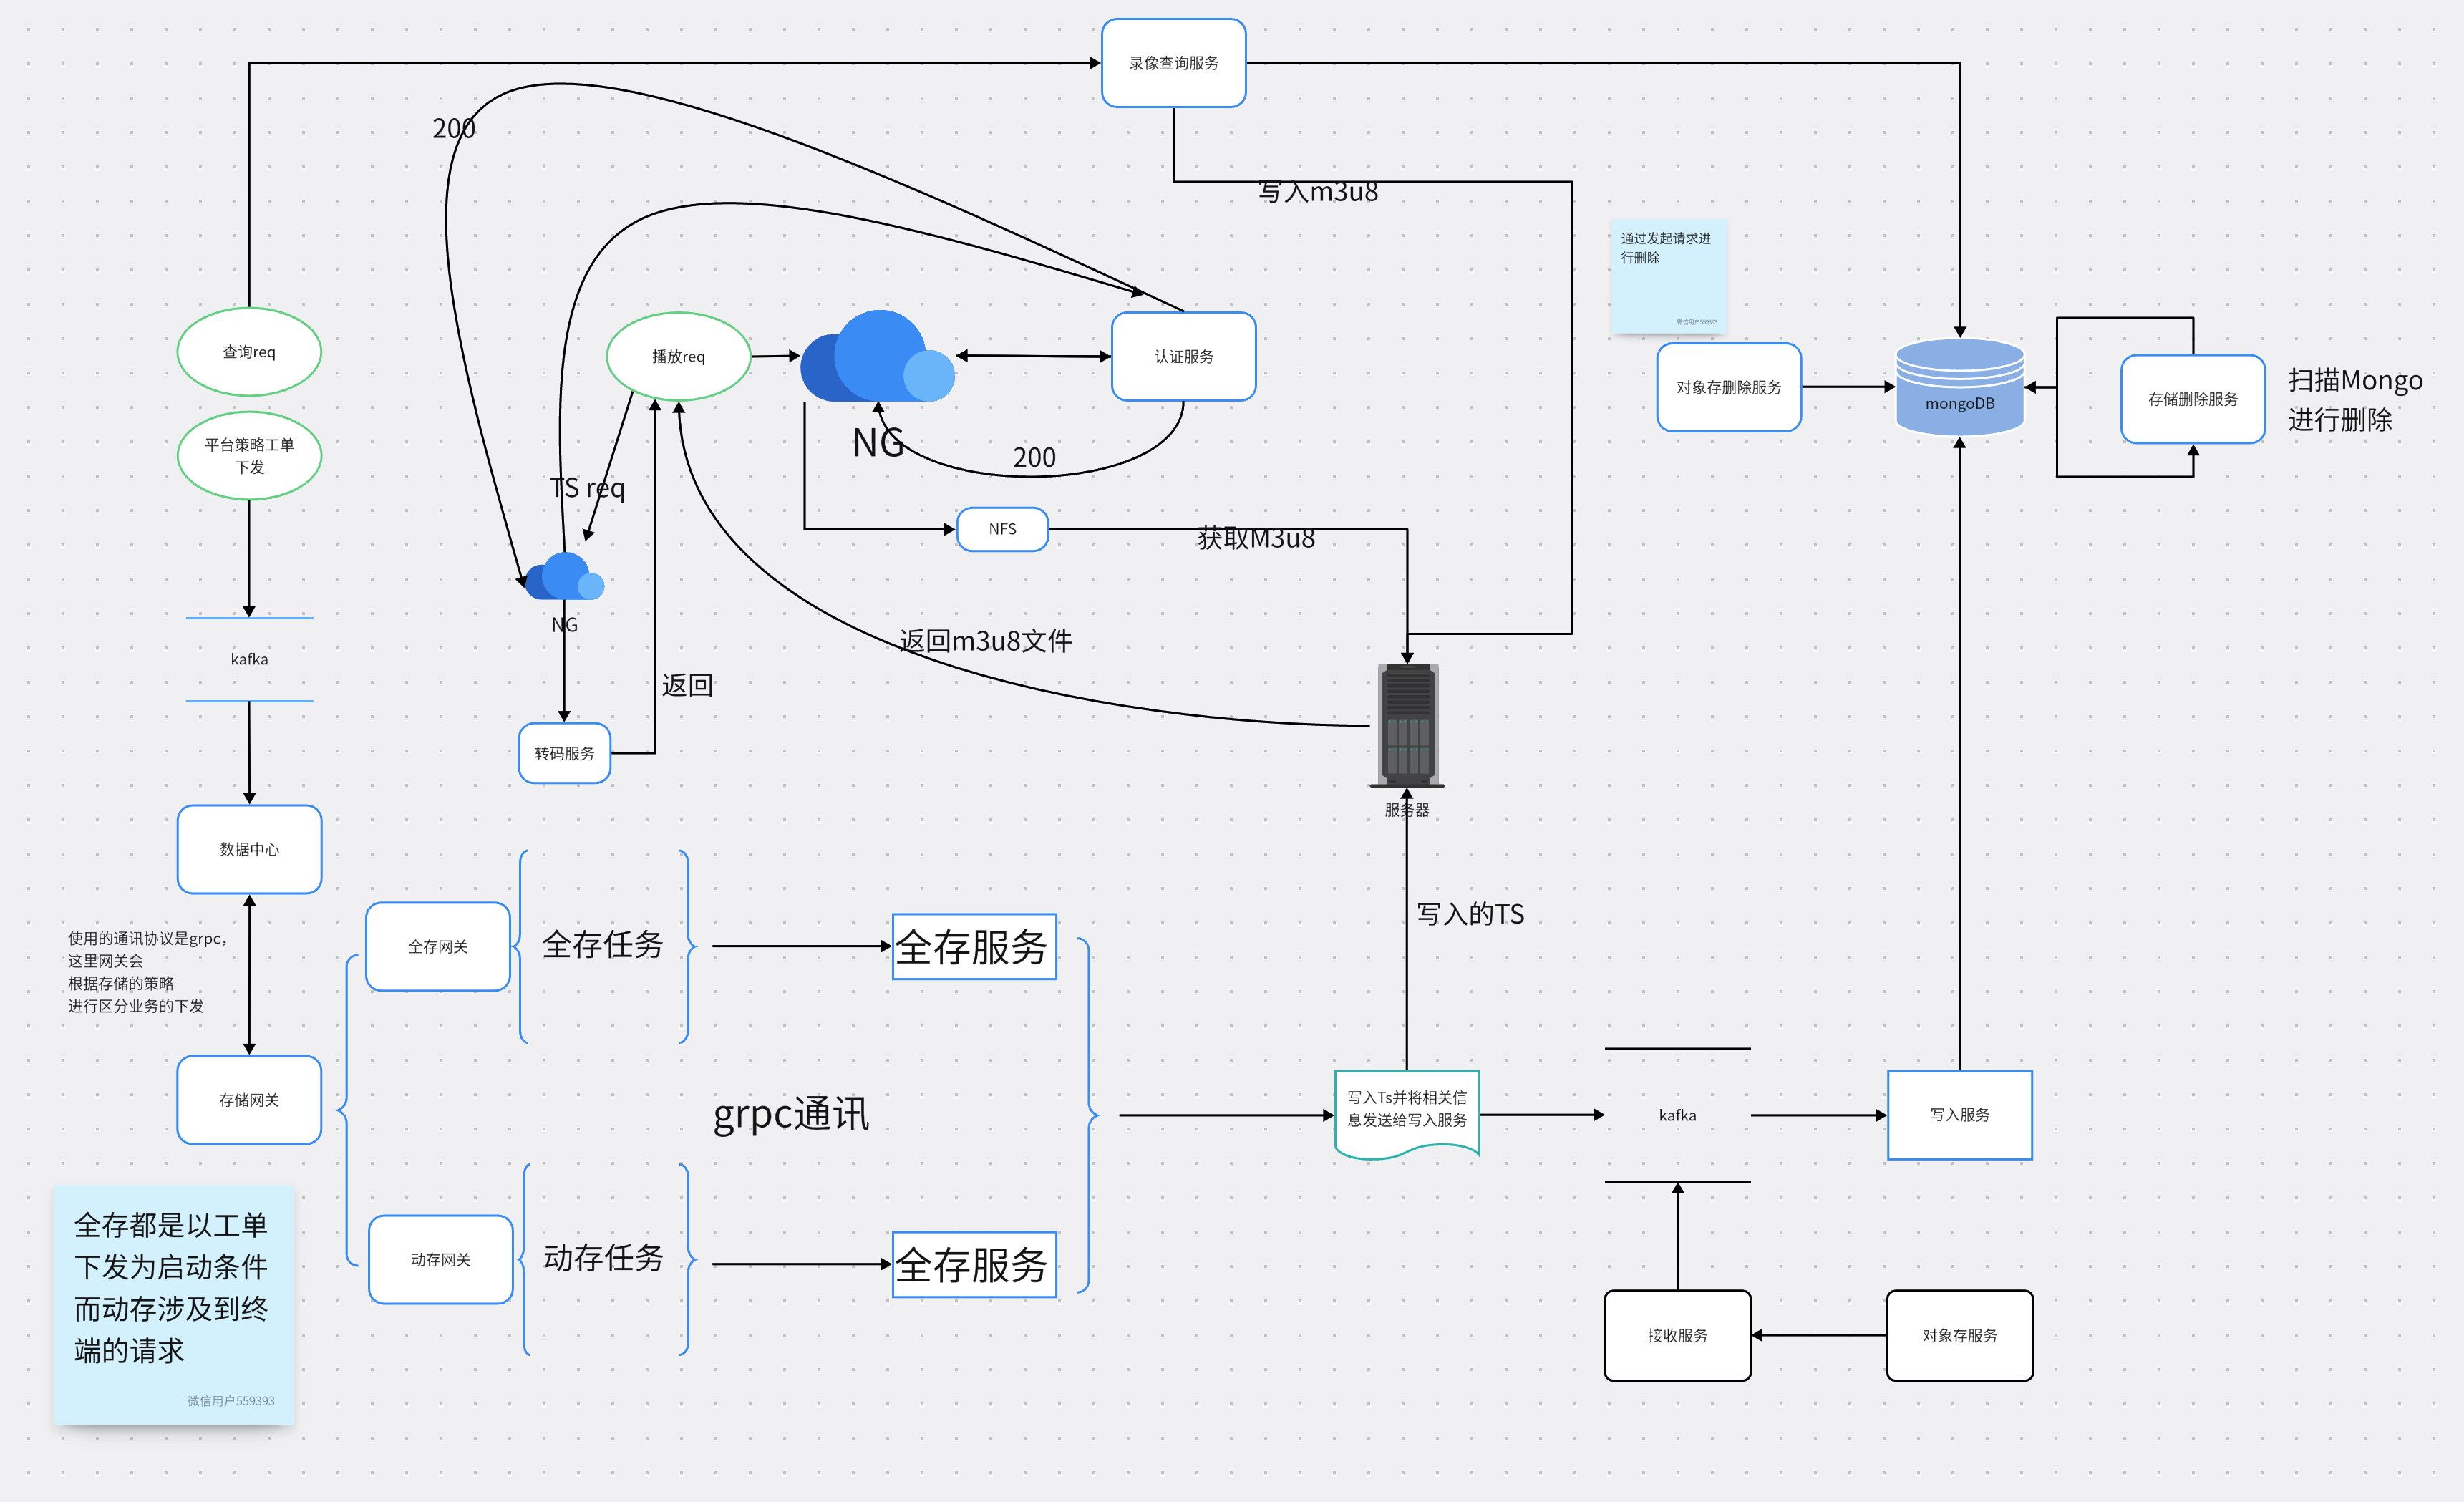 录像查询服务
200
写入m3u8
通过发起请求进
行删除
微信用户559393
查询req
播放req
认证服务
对象存删除服务
mongoDB
存储删除服务
扫描Mongo
进行删除
平台策略工单
下发
NG
200
TS req
NFS
获取M3u8
NG
返回m3u8文件
kafka
返回
转码服务
服务器
数据中心
使用的通讯协议是grpc，
这里网关会
根据存储的策略
进行区分业务的下发
全存网关
全存任务
全存服务
写入的TS
存储网关
grpc通讯
写入Ts并将相关信
息发送给写入服务
kafka
写入服务
全存都是以工单
下发为启动条件
而动存涉及到终
端的请求
微信用户559393
动存网关
动存任务
全存服务
接收服务
对象存服务